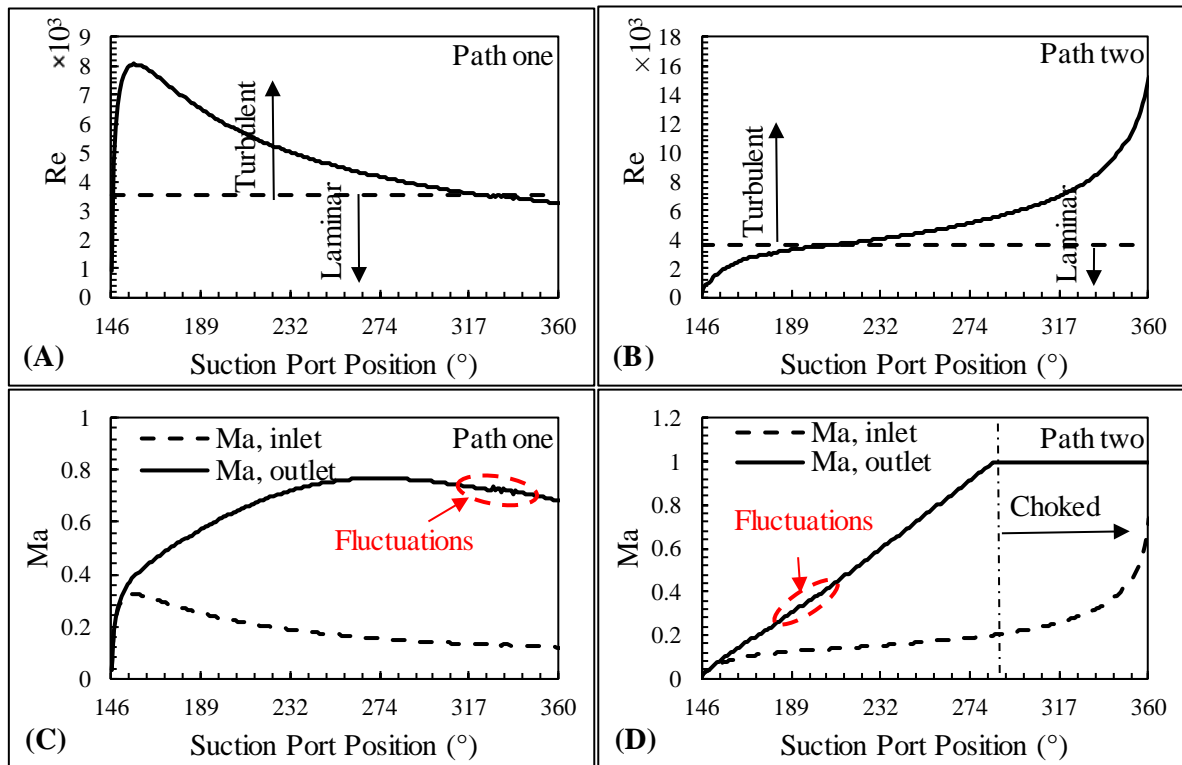 ×10³
9
8
7
6
5
4
3
2
1
0
Re
Path one
Turbulent
Laminar
146 189 232 274 317 360
(A)
Suction Port Position (°)
×10³
18
16
14
12
10
8
6
4
2
0
Re
Path two
Turbulent
Laminar
146 189 232 274 317 360
(B)
Suction Port Position (°)
1
0.8
0.6
0.4
0.2
0
Ma
Ma, inlet
Ma, outlet
Path one
Fluctuations
146 189 232 274 317 360
(C)
Suction Port Position (°)
1.2
1
0.8
0.6
0.4
0.2
0
Ma
Ma, inlet
Ma, outlet
Path two
Choked
Fluctuations
146 189 232 274 317 360
(D)
Suction Port Position (°)